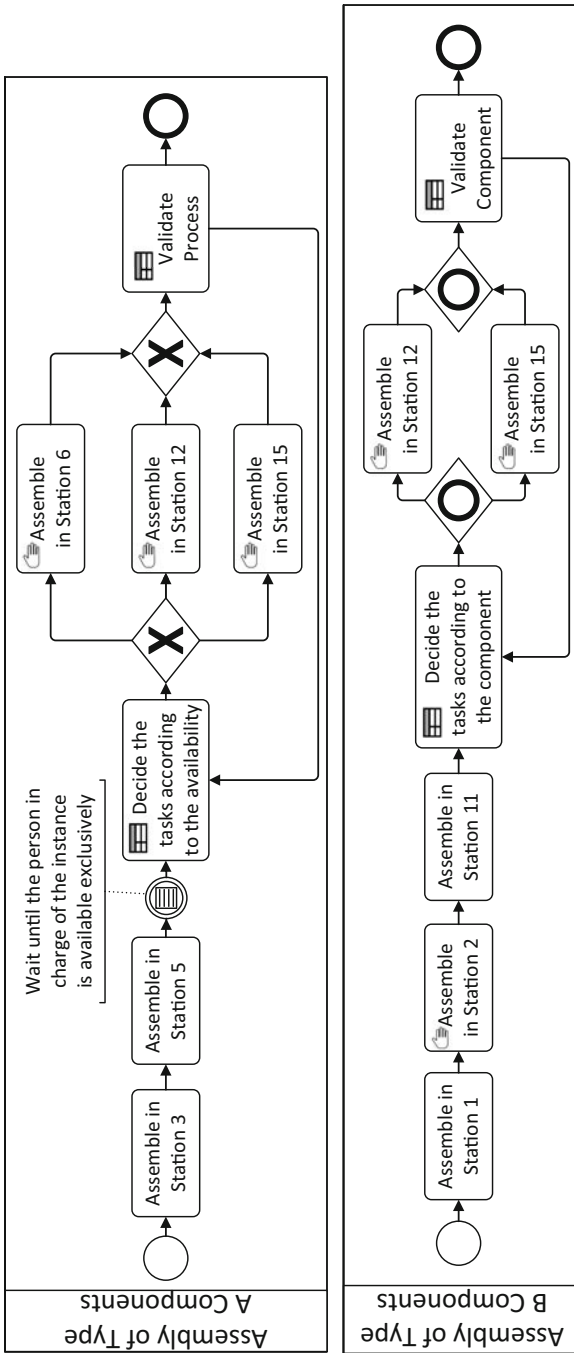 Assembly of Type
A Components
Assemble in
Station 3
Assemble in
Station 5
Wait until the person in
charge of the instance
is available exclusively
Decide the
tasks according
to the availability
X
Assemble
in Station 6
Assemble
in Station 12
Assemble
in Station 15
X
Validate
Process
Assembly of Type
B Components
Assemble in
Station 1
Assemble
in Station 2
Assemble in
Station 11
Decide the
tasks according to
the component
Assemble
in Station 12
Assemble
in Station 15
Validate
Component